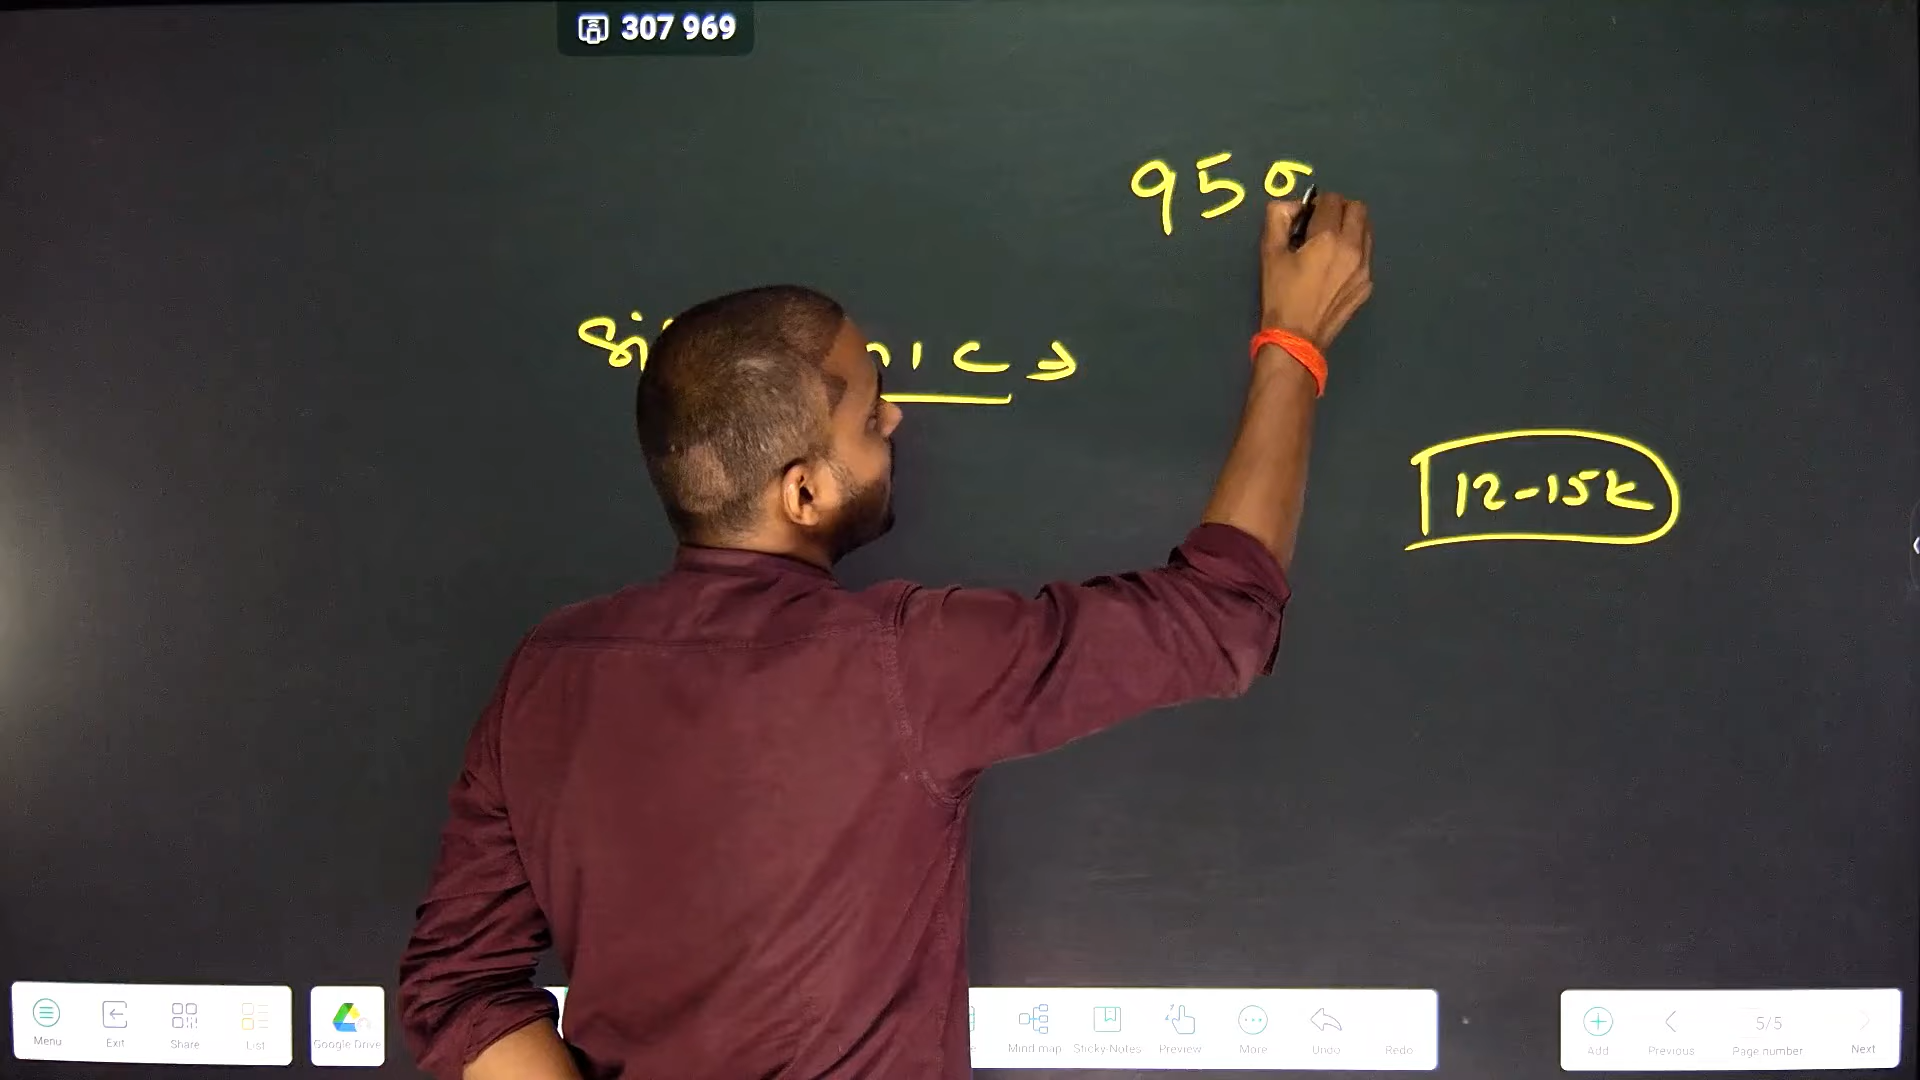 307 969
95
12-15k
Menu
Exit
Share
List
Google Drive
Mind map
Sticky-Notes
Preview
More
Undo
Redo
Add
Previous
5/5
Page number
Next